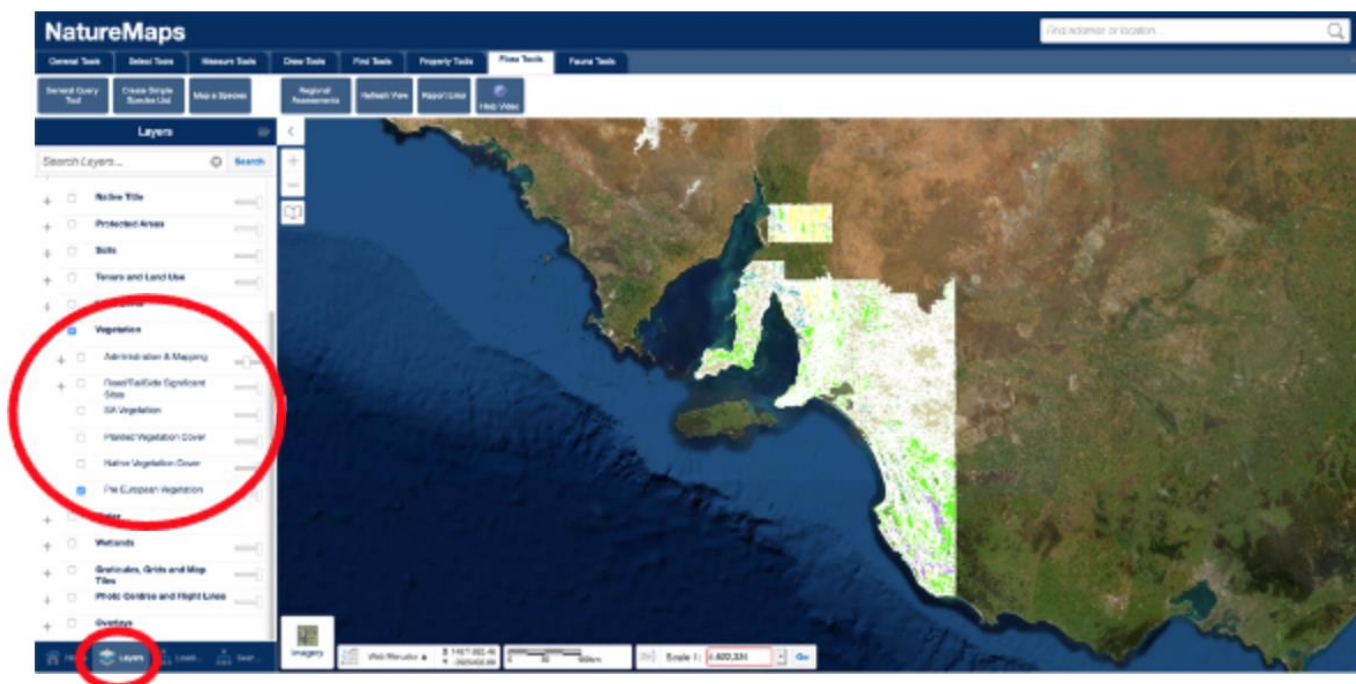 NatureMaps
Find address or location...
General Tools Select Tools Measure Tools Draw Tools Find Tools Property Tools Flora Tools Fauna Tools
General Query Tool
Create Simple Species List
Map a Species
Regional Assessments
Refresh View
Report Error
Help Video
Layers
Search Layers... Search
Native Title
Protected Areas
Soils
Tenure and Land Use
Vegetation
Administration & Mapping
Road/RailSide Significant
Sites
SA Vegetation
Planted Vegetation Cover
Native Vegetation Cover
Pre European Vegetation
Wetlands
Graticules, Grids and Map
Tiles
Photo Centres and Flight Lines
Overlays
Layers
Imagery
Web Mercator
Scale 1: Go